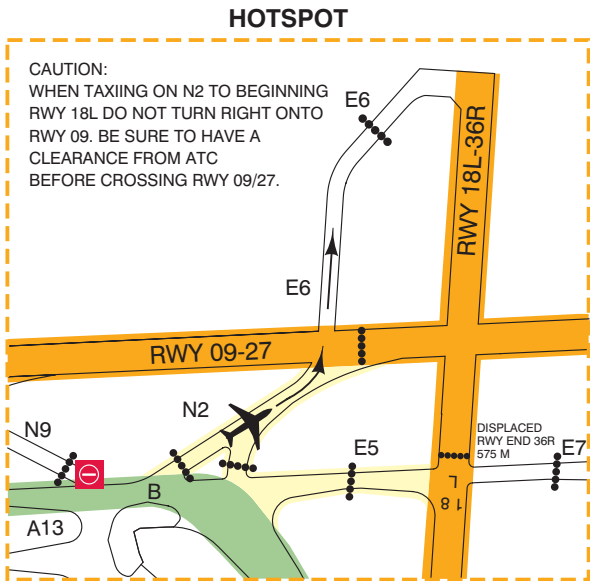 HOTSPOT
CAUTION:
WHEN TAXIING ON N2 TO BEGINNING
RWY 18L DO NOT TURN RIGHT ONTO
RWY 09. BE SURE TO HAVE A
CLEARANCE FROM ATC
BEFORE CROSSING RWY 09/27.
E6
RWY 18L-36R
E6
RWY 09-27
N2
N9
DISPLACED
RWY END 36R
575 M
E5
E7
B
L
18
A13